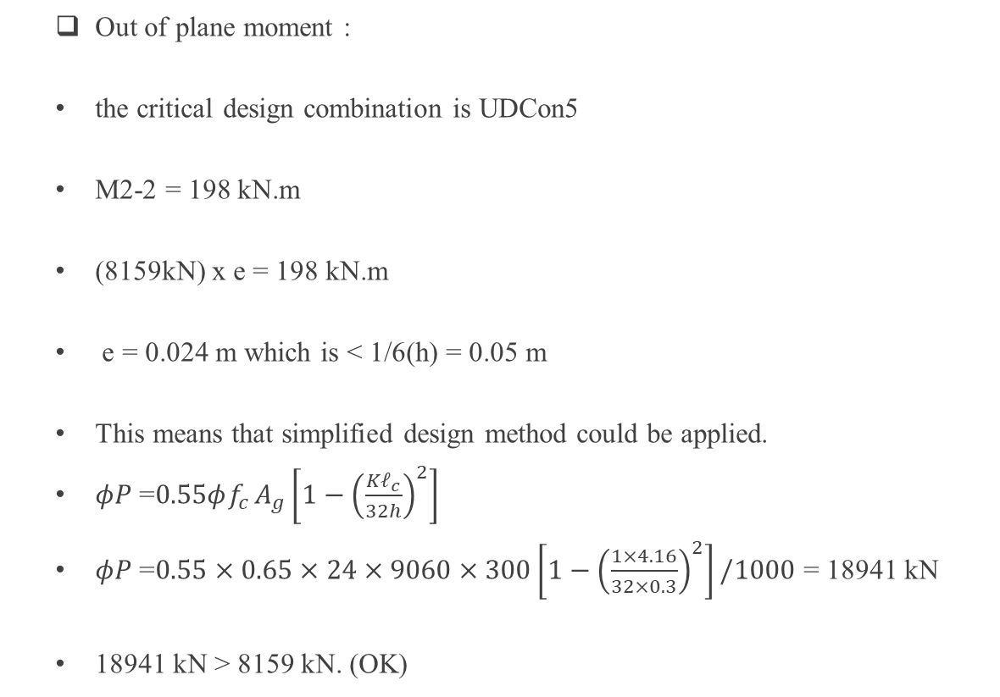 ❑ Out of plane moment :
• the critical design combination is UDCon5
• M2-2 = 198 kN.m
• (8159kN) x e = 198 kN.m
• e = 0.024 m which is < 1/6(h) = 0.05 m
• This means that simplified design method could be applied.
• ϕP =0.55ϕ f_c A_g [1 − (Kℓ_c / 32h)^2]
• ϕP =0.55 × 0.65 × 24 × 9060 × 300 [1 − (1×4.16 / 32×0.3)^2] /1000 = 18941 kN
• 18941 kN > 8159 kN. (OK)